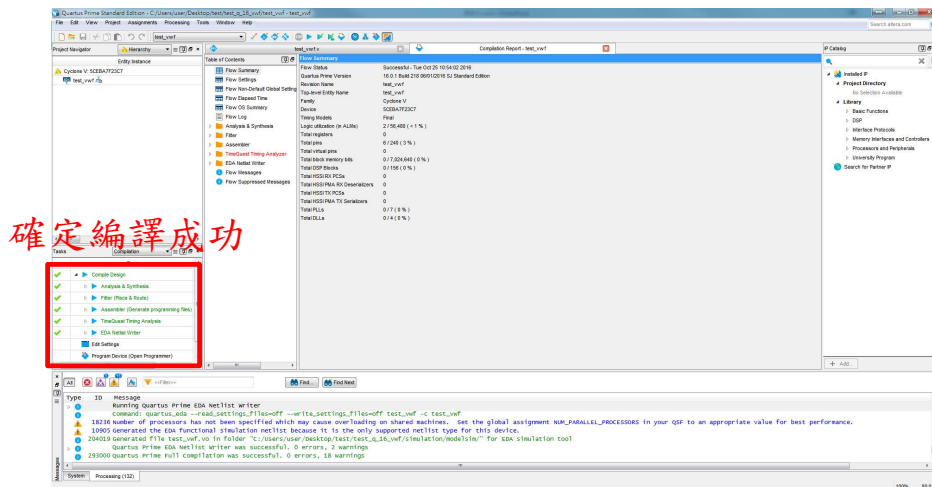 Quartus Prime Standard Edition - C:/Users/user/Desktop/test/test_q_16_vwf/test_vwf - test_vwf
File Edit View Project Assignments Processing Tools Window Help
Search altera.com
test_vwf
Project Navigator
Hierarchy
Entity:Instance
Cyclone V: 5CEBA7F23C7
test_vwf
test_vwf.v
Compilation Report - test_vwf
Table of Contents
Flow Summary
Flow Settings
Flow Non-Default Global Setting
Flow Elapsed Time
Flow OS Summary
Flow Log
Analysis & Synthesis
Fitter
Assembler
TimeQuest Timing Analyzer
EDA Netlist Writer
Flow Messages
Flow Suppressed Messages
Flow Summary
Flow Status Successful - Tue Oct 25 10:54:02 2016
Quartus Prime Version 16.0.1 Build 218 06/01/2016 SJ Standard Edition
Revision Name test_vwf
Top-level Entity Name test_vwf
Family Cyclone V
Device 5CEBA7F23C7
Timing Models Final
Logic utilization (in ALMs) 2 / 56,480 ( < 1 % )
Total registers 0
Total pins 6 / 240 ( 3 % )
Total virtual pins 0
Total block memory bits 0 / 7,024,640 ( 0 % )
Total DSP Blocks 0 / 156 ( 0 % )
Total HSSI RX PCSs 0
Total HSSI PMA RX Deserializers 0
Total HSSI TX PCSs 0
Total HSSI PMA TX Serializers 0
Total PLLs 0 / 7 ( 0 % )
Total DLLs 0 / 4 ( 0 % )
IP Catalog
Installed IP
Project Directory
No Selection Available
Library
Basic Functions
DSP
Interface Protocols
Memory Interfaces and Controllers
Processors and Peripherals
University Program
Search for Partner IP
+ Add...
確定編譯成功
Tasks
Compilation
Compile Design
Analysis & Synthesis
Fitter (Place & Route)
Assembler (Generate programming files)
TimeQuest Timing Analysis
EDA Netlist Writer
Edit Settings
Program Device (Open Programmer)
All
<<Filter>>
Find...
Find Next
Type ID Message
Running Quartus Prime EDA Netlist Writer
Command: quartus_eda --read_settings_files=off --write_settings_files=off test_vwf -c test_vwf
18236 Number of processors has not been specified which may cause overloading on shared machines. Set the global assignment NUM_PARALLEL_PROCESSORS in your QSF to an appropriate value for best performance.
10905 Generated the EDA functional simulation netlist because it is the only supported netlist type for this device.
204019 Generated file test_vwf.vo in folder "C:/Users/user/Desktop/test/test_q_16_vwf/simulation/modelsim/" for EDA simulation tool
Quartus Prime EDA Netlist Writer was successful. 0 errors, 2 warnings
293000 Quartus Prime Full Compilation was successful. 0 errors, 18 warnings
Messages
System
Processing (132)
100%